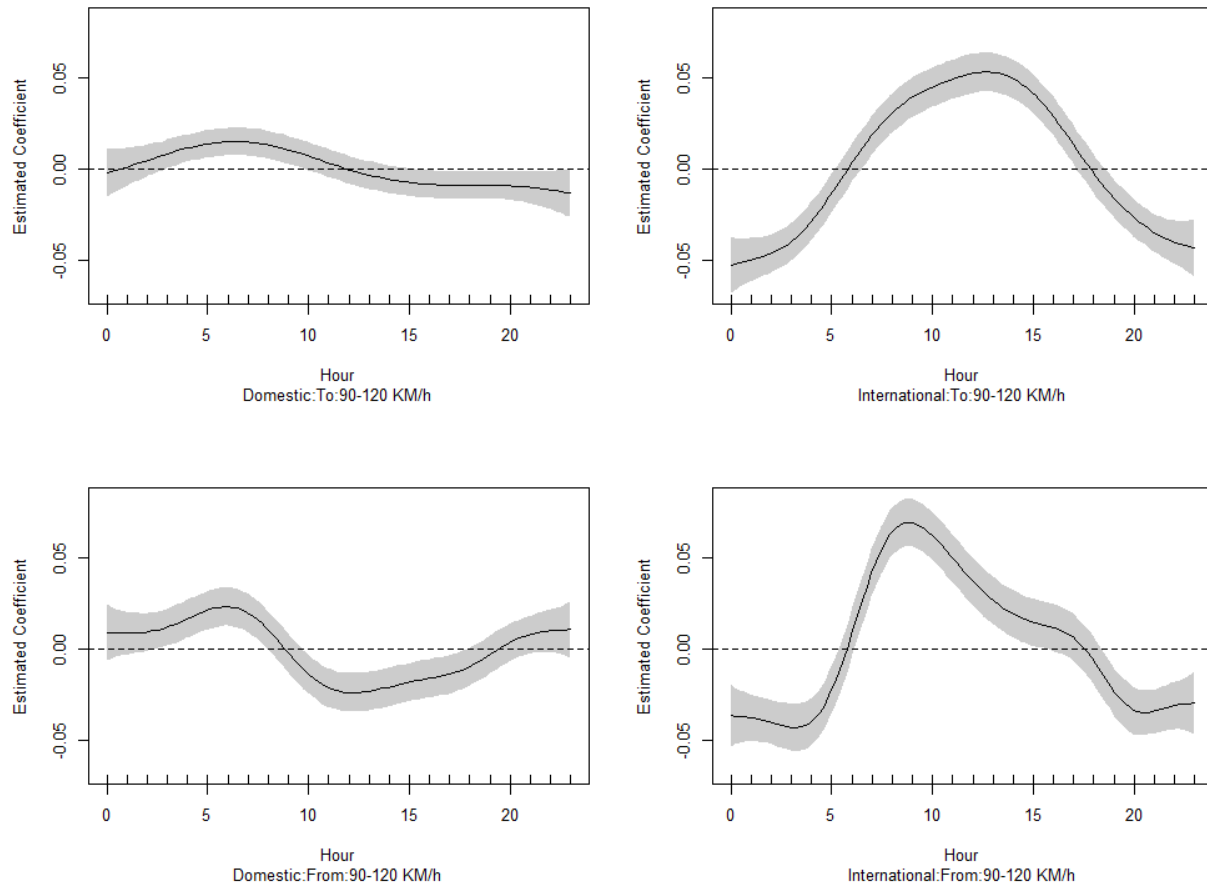 Estimated Coefficient
0.05
0.00
-0.05
0 5 10 15 20
Hour
Domestic:To:90-120 KM/h
Estimated Coefficient
0.05
0.00
-0.05
0 5 10 15 20
Hour
International:To:90-120 KM/h
Estimated Coefficient
0.05
0.00
-0.05
0 5 10 15 20
Hour
Domestic:From:90-120 KM/h
Estimated Coefficient
0.05
0.00
-0.05
0 5 10 15 20
Hour
International:From:90-120 KM/h